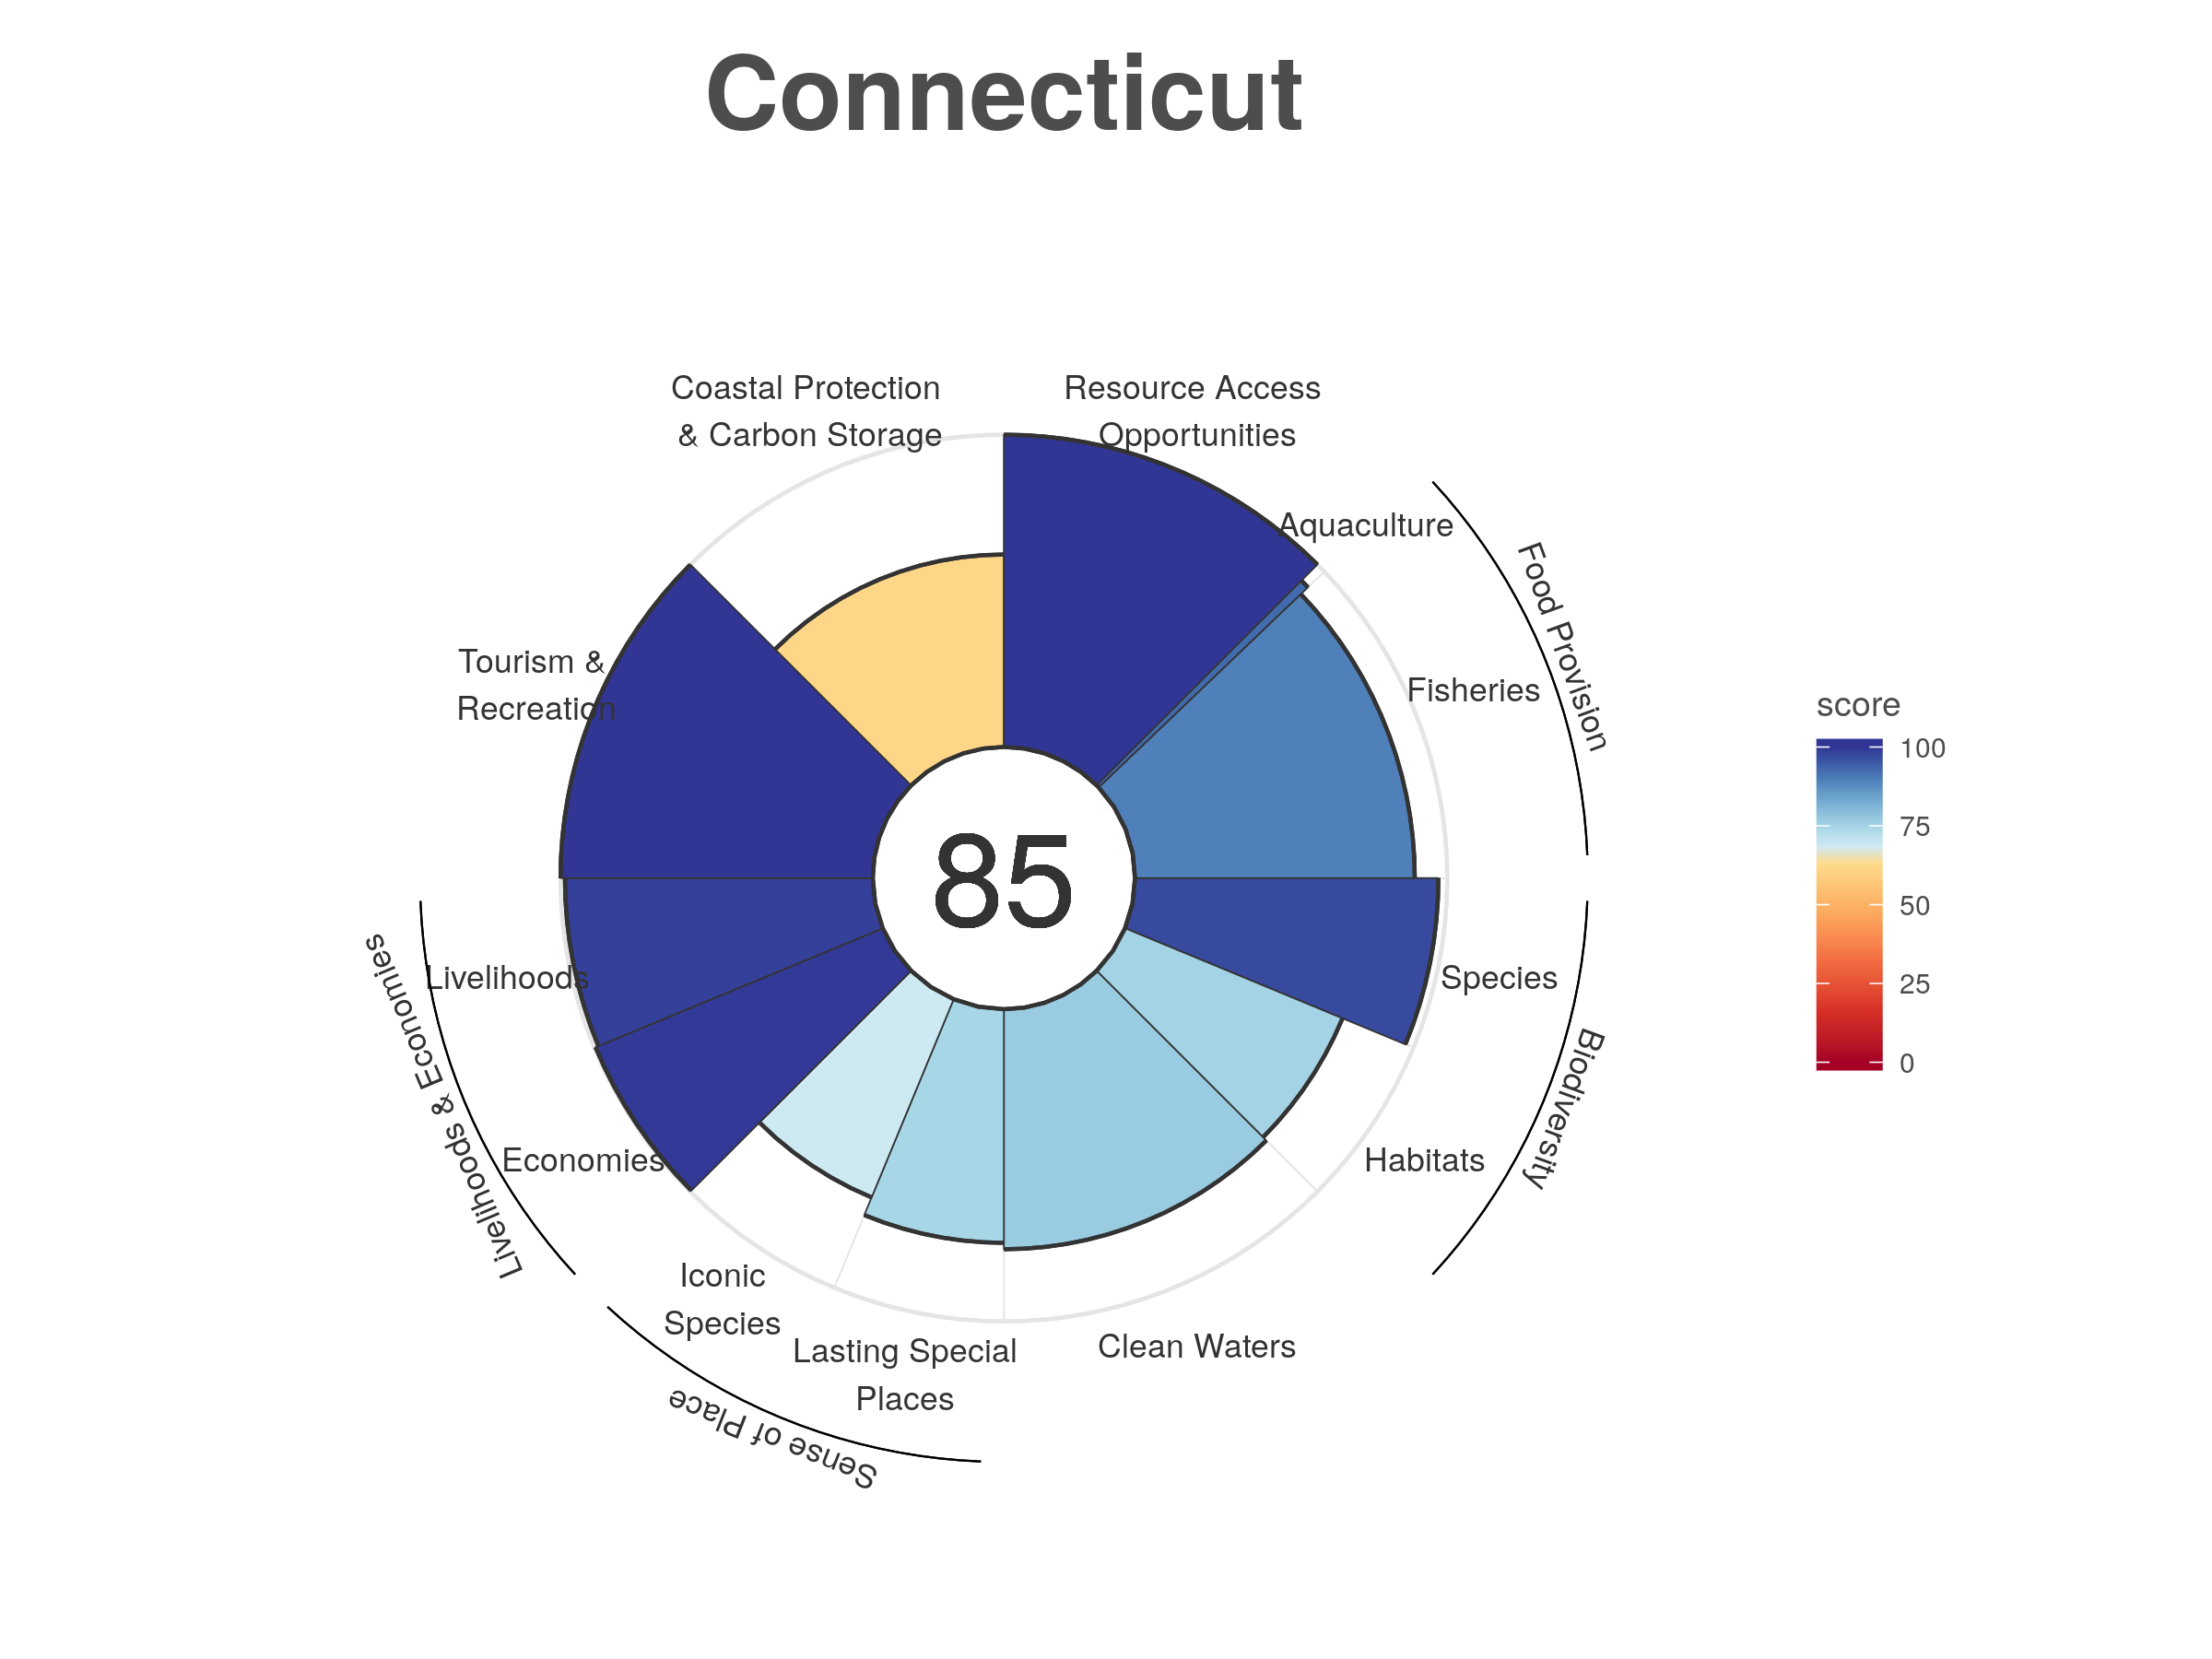 Connecticut
Coastal Protection
& Carbon Storage
Resource Access
Opportunities
Aquaculture
Food Provision
Fisheries
Tourism &
Recreation
85
Species
Biodiversity
Habitats
Livelihoods
Livelihoods & Economies
Economies
Iconic
Species
Lasting Special
Places
Clean Waters
Sense of Place
score
100
75
50
25
0